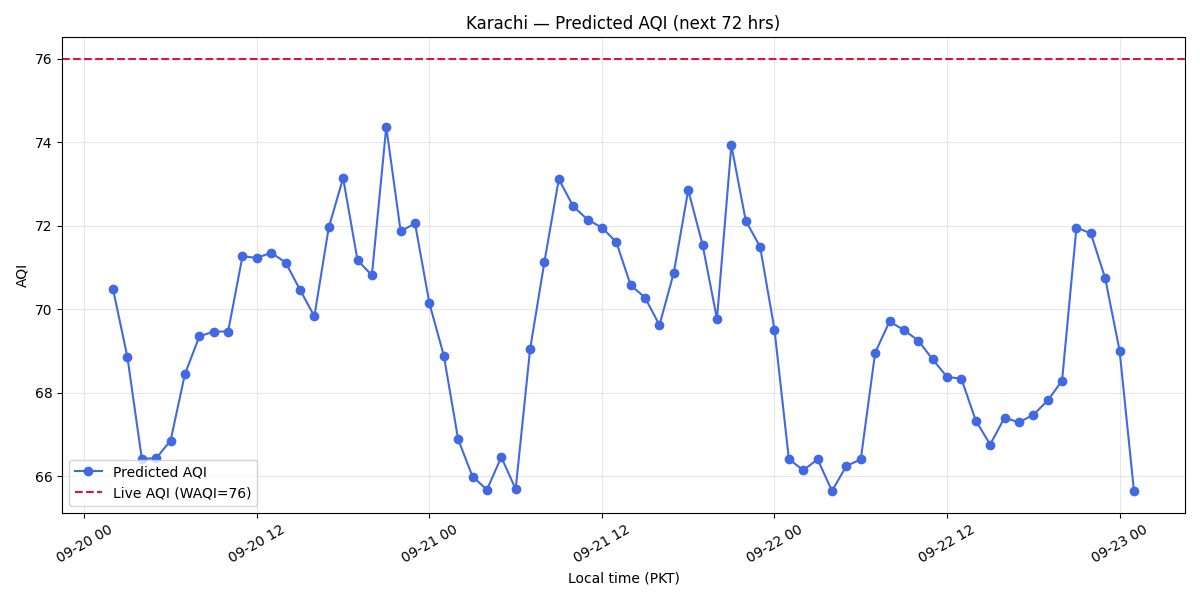 Karachi — Predicted AQI (next 72 hrs)
AQI
76
74
72
70
68
66
Predicted AQI
Live AQI (WAQI=76)
09-20 00
09-20 12
09-21 00
09-21 12
09-22 00
09-22 12
09-23 00
Local time (PKT)